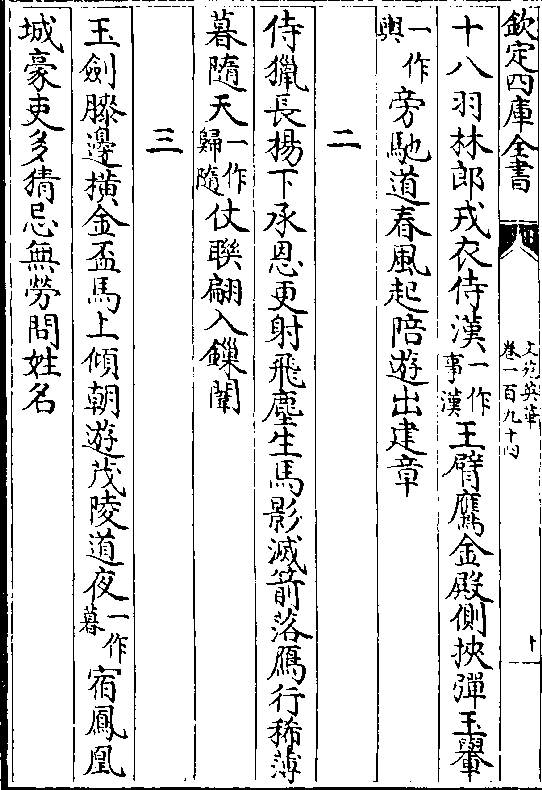 欽定四庫全書
文苑英華
卷一百九十四
十八羽林郎戎衣侍漢一作事漢王臂鷹金殿側挾彈玉轝
一作輿旁馳道春風起陪遊出建章
二
侍獵長楊下承恩更射飛塵生馬影滅箭落鴈行稀薄
暮隨天一作歸隨仗聯翩入鏁闈
三
玉劍膝邊橫金盃馬上傾朝遊茂陵道夜一作暮宿鳳凰
城豪吏多猜忌無勞問姓名